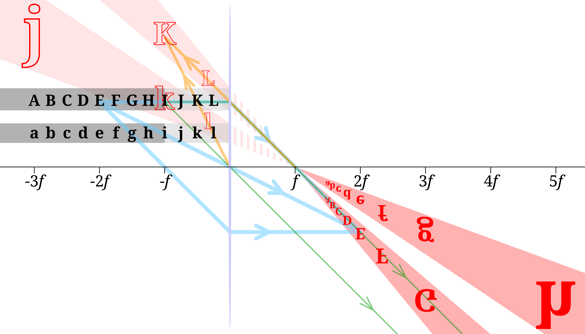 j
K
L
A B C D E F G H I J K L
k
l
a b c d e f g h i j k l
-3f -2f -f f 2f 3f 4f 5f
d e f g h
B C D E F G